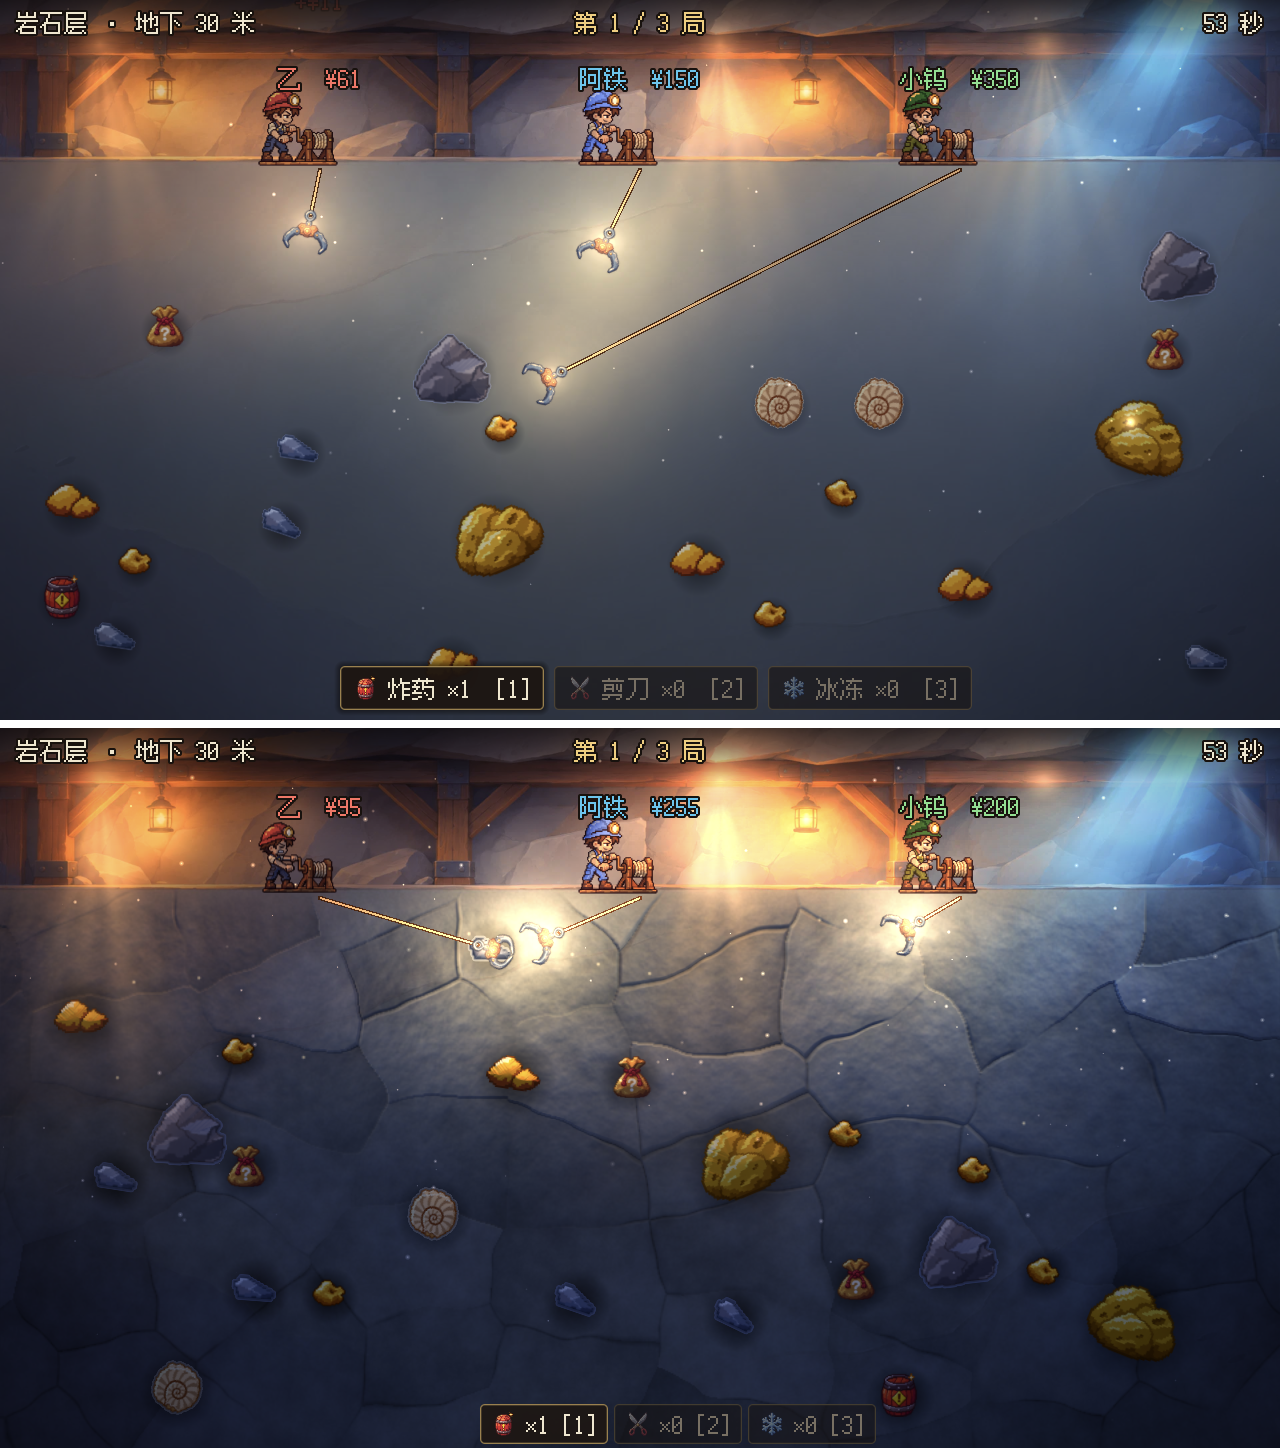 岩石层 · 地下 30 米 第 1 / 3 局 53 秒
乙 ¥61 阿铁 ¥150 小钨 ¥350
?
?
!
炸药 ×1 [1] 剪刀 ×0 [2] 冰冻 ×0 [3]
岩石层 · 地下 30 米 第 1 / 3 局 53 秒
乙 ¥95 阿铁 ¥255 小钨 ¥200
?
?
?
!
×1 [1] ×0 [2] ×0 [3]